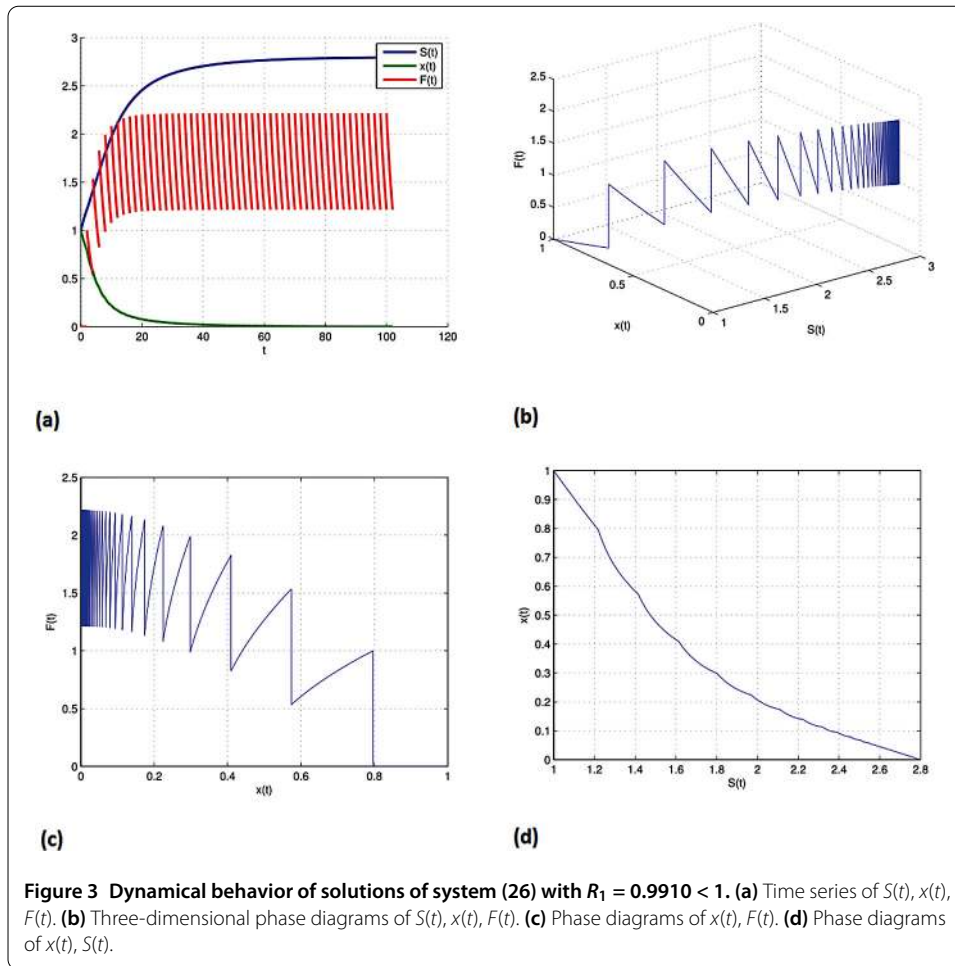 3
2.5
2
1.5
1
0.5
0
0 20 40 60 80 100 120
t
S(t)
x(t)
F(t)
(a)
2.5
2
1.5
1
0.5
0
F(t)
1
0.5
0
x(t)
1
1.5
2
2.5
3
S(t)
(b)
2.5
2
1.5
1
0.5
0
F(t)
0 0.2 0.4 0.6 0.8 1
x(t)
(c)
1
0.9
0.8
0.7
0.6
0.5
0.4
0.3
0.2
0.1
0
x(t)
1 1.2 1.4 1.6 1.8 2 2.2 2.4 2.6 2.8
S(t)
(d)
Figure 3 Dynamical behavior of solutions of system (26) with R₁ = 0.9910 < 1. (a) Time series of S(t), x(t),
F(t). (b) Three-dimensional phase diagrams of S(t), x(t), F(t). (c) Phase diagrams of x(t), F(t). (d) Phase diagrams
of x(t), S(t).